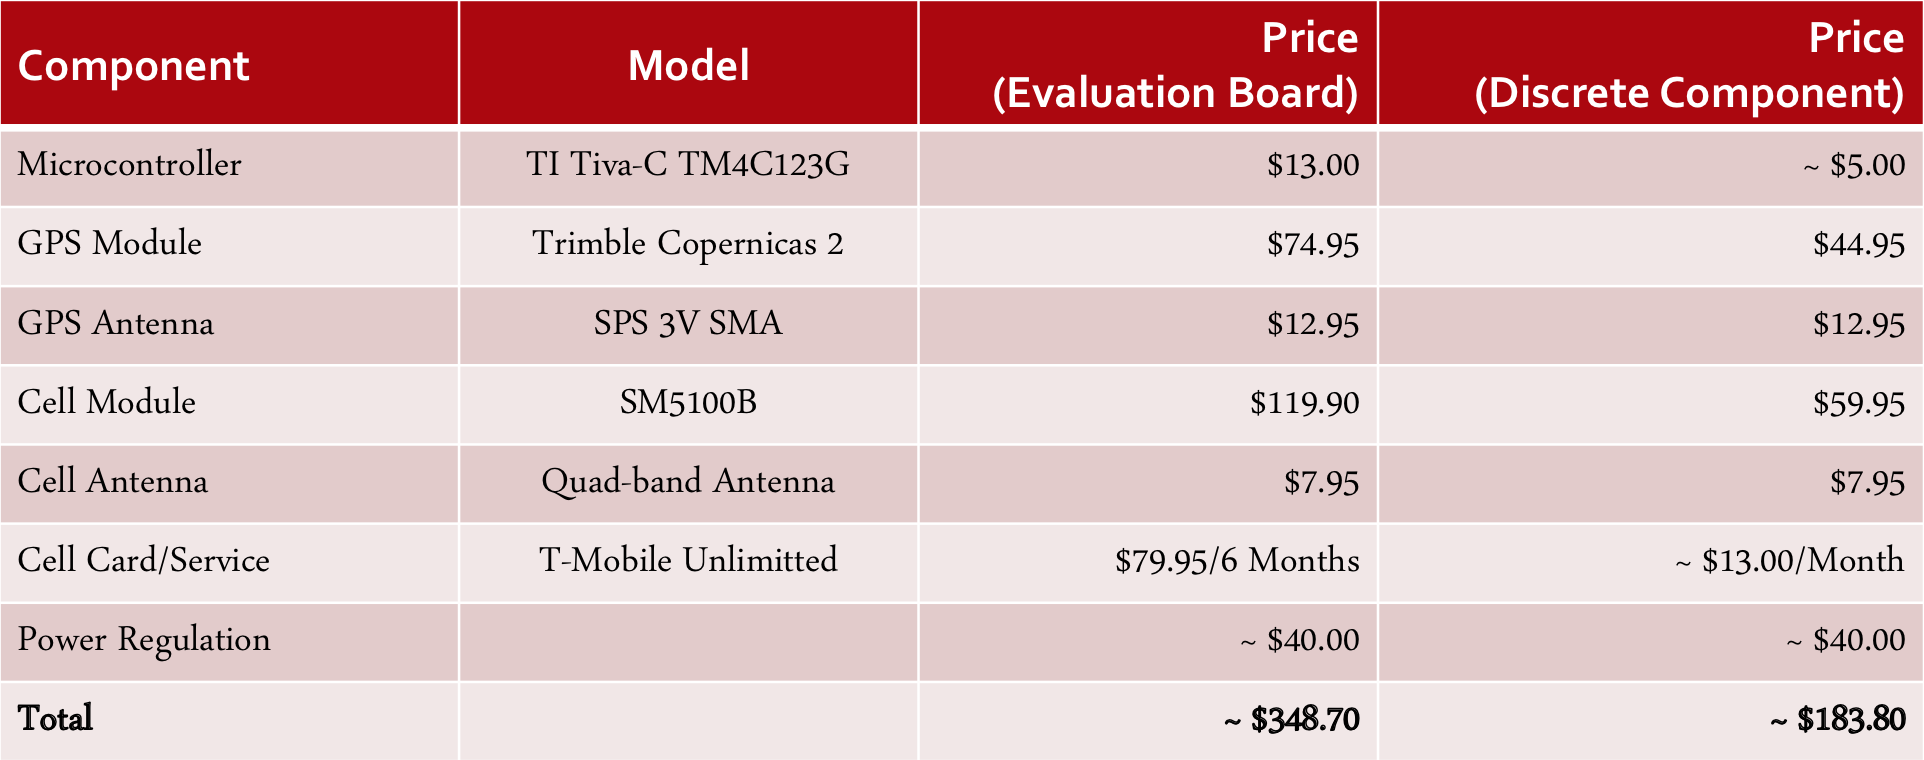 Component Model Price (Evaluation Board) Price (Discrete Component)
Microcontroller TI Tiva-C TM4C123G $13.00 ~ $5.00
GPS Module Trimble Copernicas 2 $74.95 $44.95
GPS Antenna SPS 3V SMA $12.95 $12.95
Cell Module SM5100B $119.90 $59.95
Cell Antenna Quad-band Antenna $7.95 $7.95
Cell Card/Service T-Mobile Unlimitted $79.95/6 Months ~ $13.00/Month
Power Regulation ~ $40.00 ~ $40.00
Total ~ $348.70 ~ $183.80